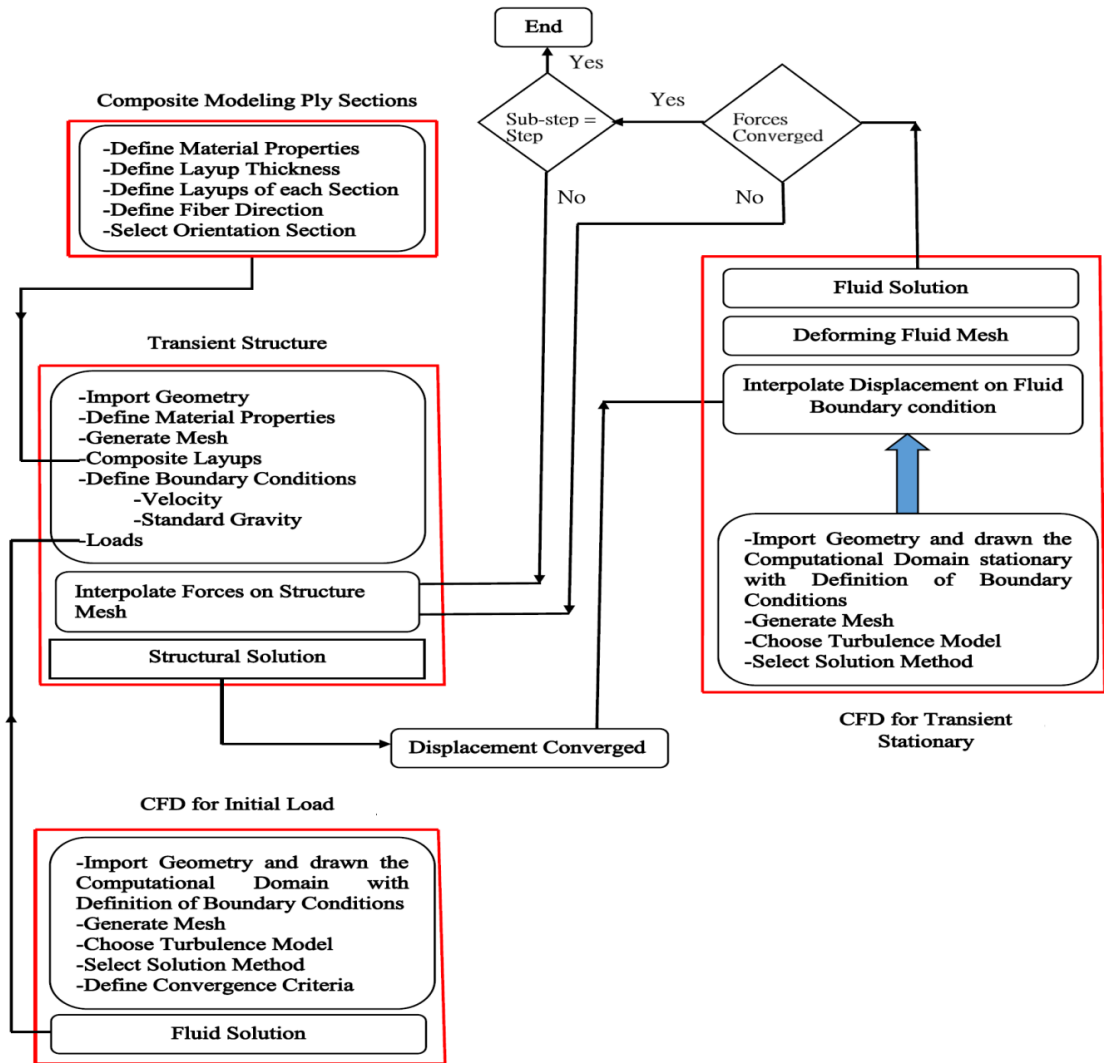 End
Yes
Sub-step =
Step
Yes
Forces
Converged
No
No
Composite Modeling Ply Sections
-Define Material Properties
-Define Layup Thickness
-Define Layups of each Section
-Define Fiber Direction
-Select Orientation Section
Transient Structure
-Import Geometry
-Define Material Properties
-Generate Mesh
-Composite Layups
-Define Boundary Conditions
-Velocity
-Standard Gravity
-Loads
Interpolate Forces on Structure
Mesh
Structural Solution
Fluid Solution
Deforming Fluid Mesh
Interpolate Displacement on Fluid
Boundary condition
-Import Geometry and drawn the
Computational Domain stationary
with Definition of Boundary
Conditions
-Generate Mesh
-Choose Turbulence Model
-Select Solution Method
CFD for Transient
Stationary
Displacement Converged
CFD for Initial Load
-Import Geometry and drawn the
Computational Domain with
Definition of Boundary Conditions
-Generate Mesh
-Choose Turbulence Model
-Select Solution Method
-Define Convergence Criteria
Fluid Solution